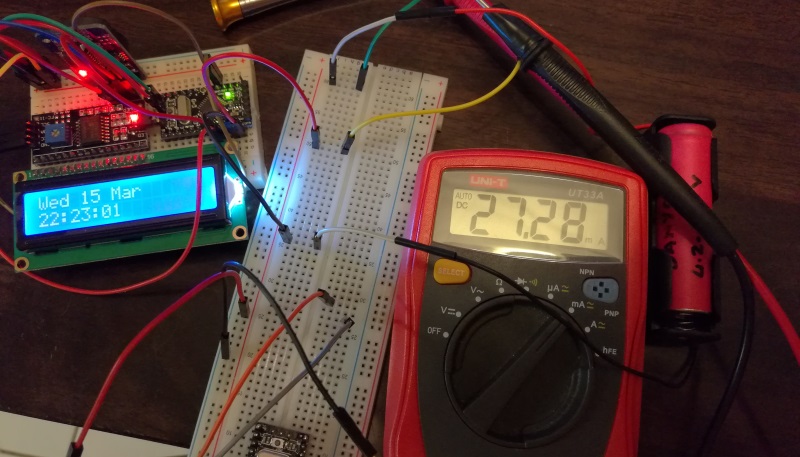 Wed 15 Mar
22:23:01
UNI-T
UT33A
AUTO
DC
27.28
m A
SELECT
OFF
V
V~
Ω
µA
mA
A
hFE
NPN
PNP